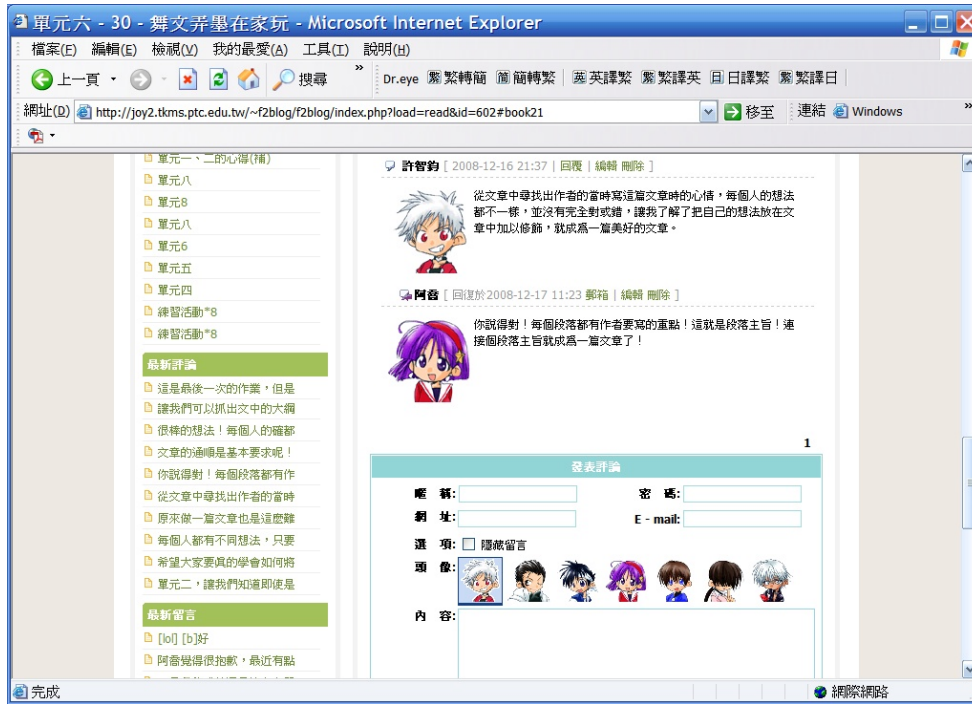 單元六 - 30 - 舞文弄墨在家玩 - Microsoft Internet Explorer
檔案(F) 編輯(E) 檢視(V) 我的最愛(A) 工具(T) 說明(H)
上一頁 搜尋 » Dr.eye 繁轉簡 簡轉繁 英譯繁 繁譯英 日譯繁 繁譯日
網址(D) http://joy2.tkms.ptc.edu.tw/~f2blog/f2blog/index.php?load=read&id=602#book21 移至 連結 Windows »
單元一、二的心得(補)
單元八
單元8
單元八
單元6
單元五
單元四
練習活動*8
練習活動*8
最新評論
這是最後一次的作業，但是
讓我們可以抓出文中的大綱
很棒的想法！每個人的確都
文章的通順是基本要求呢！
你說得對！每個段落都有作
從文章中尋找出作者的當時
原來做一篇文章也是這麼難
每個人都有不同想法，只要
希望大家要真的學會如何將
單元二，讓我們知道即使是
最新留言
[lol] [b]好
阿喬覺得很抱歉，最近有點
許智鈞 [ 2008-12-16 21:37 | 回覆 | 編輯 刪除 ]
從文章中尋找出作者的當時寫這篇文章時的心情，每個人的想法
都不一樣，並沒有完全對或錯，讓我了解了把自己的想法放在文
章中加以修飾，就成為一篇美好的文章。
阿喬 [ 回復於2008-12-17 11:23 郵箱 | 編輯 刪除 ]
你說得對！每個段落都有作者要寫的重點！這就是段落主旨！連
接個段落主旨就成為一篇文章了！
1
發表評論
暱 稱: 密 碼:
網 址: E - mail:
選 項: 隱藏留言
頭 像:
內 容:
完成 網際網路